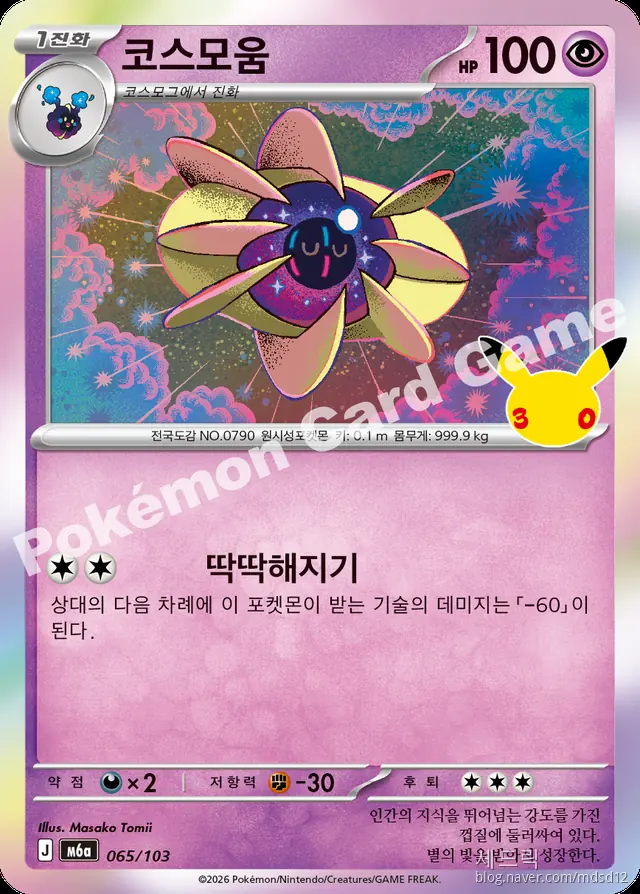 1진화
코스모움
HP 100
코스모그에서 진화
30
전국도감 NO.0790 원시성포켓몬 키: 0.1 m 몸무게: 999.9 kg
Pokémon Card Game
딱딱해지기
상대의 다음 차례에 이 포켓몬이 받는 기술의 데미지는 「-60」이
된다.
약점 ×2 저항력 -30 후퇴
Illus. Masako Tomii
인간의 지식을 뛰어넘는 강도를 가진
껍질에 둘러싸여 있다.
별의 빛을 받으면 성장한다.
J m6a 065/103
blog.naver.com/mdsd12
©2026 Pokémon/Nintendo/Creatures/GAME FREAK.